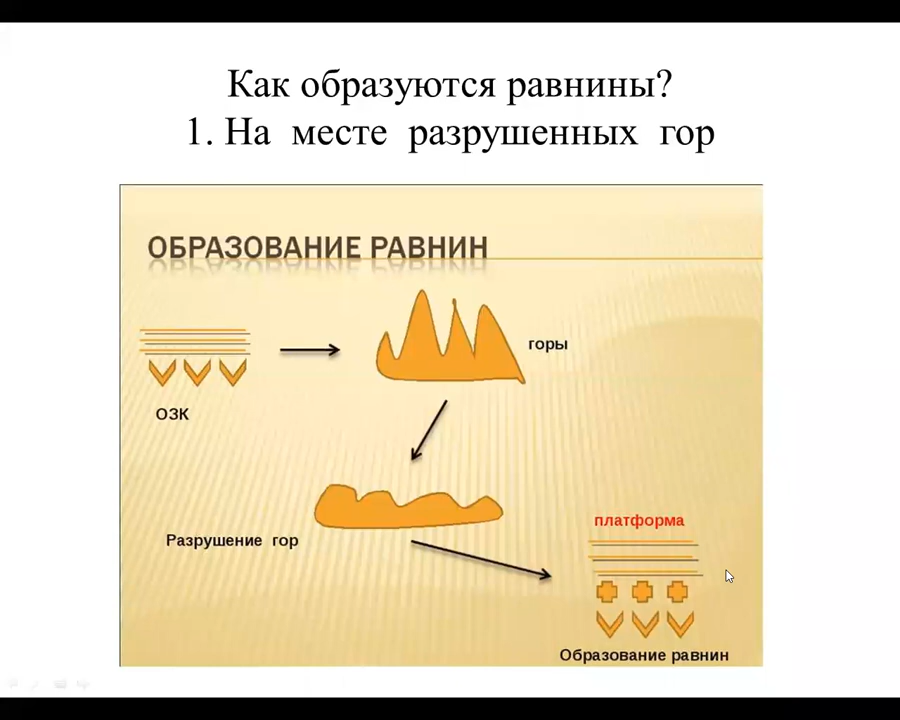 Как образуются равнины?
1. На месте разрушенных гор
ОБРАЗОВАНИЕ РАВНИН
горы
ОЗК
Разрушение гор
платформа
Образование равнин